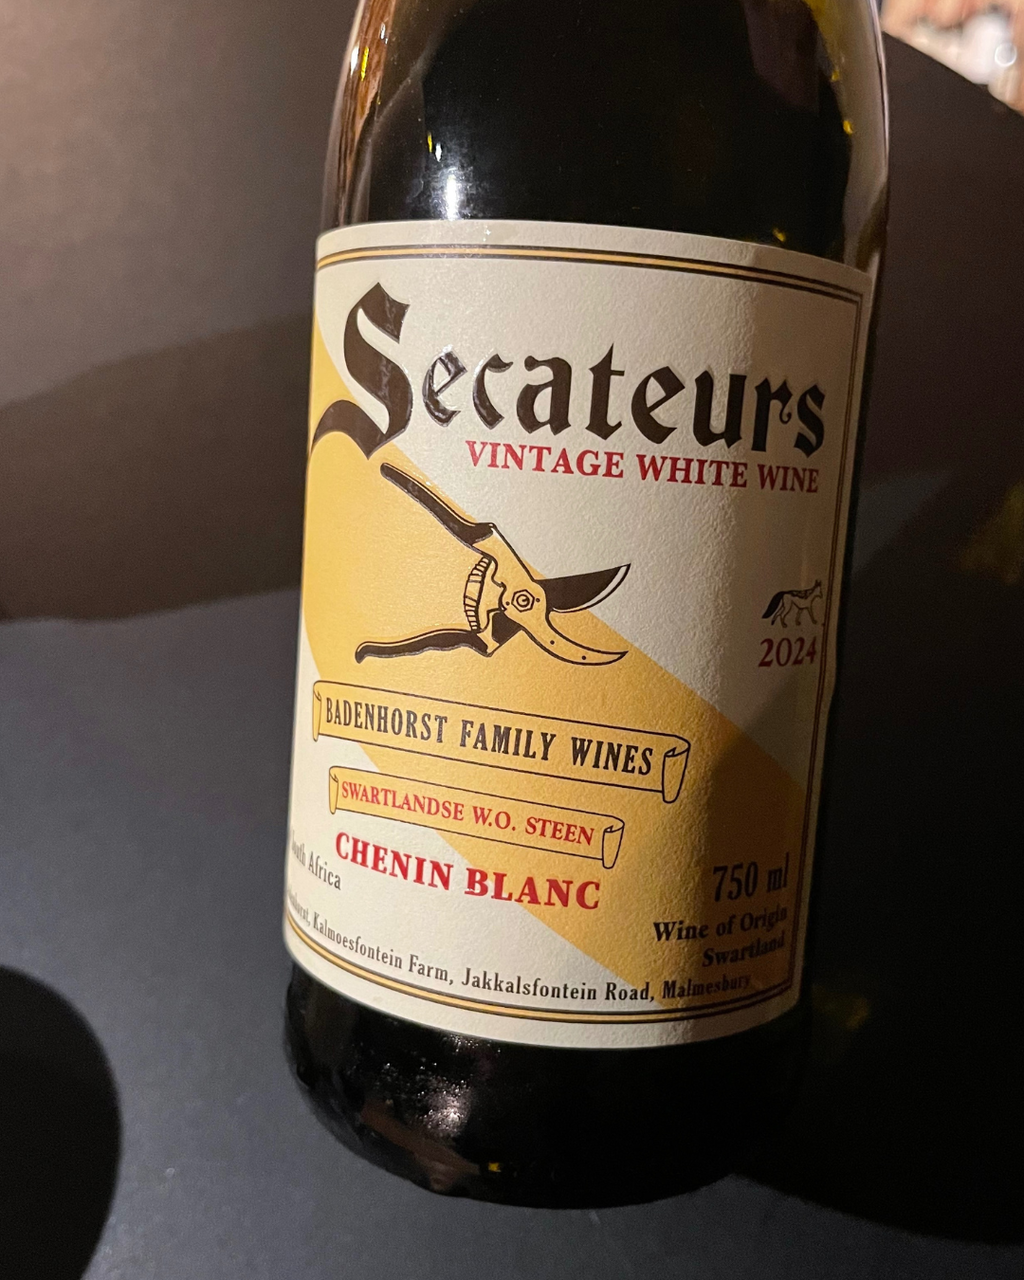 Secateurs
VINTAGE WHITE WINE
2024
BADENHORST FAMILY WINES
SWARTLANDSE W.O. STEEN
CHENIN BLANC
Africa
750 ml
Wine of Origin
Swartland
Kalmoesfontein Farm, Jakkalsfontein Road, Malmesbury